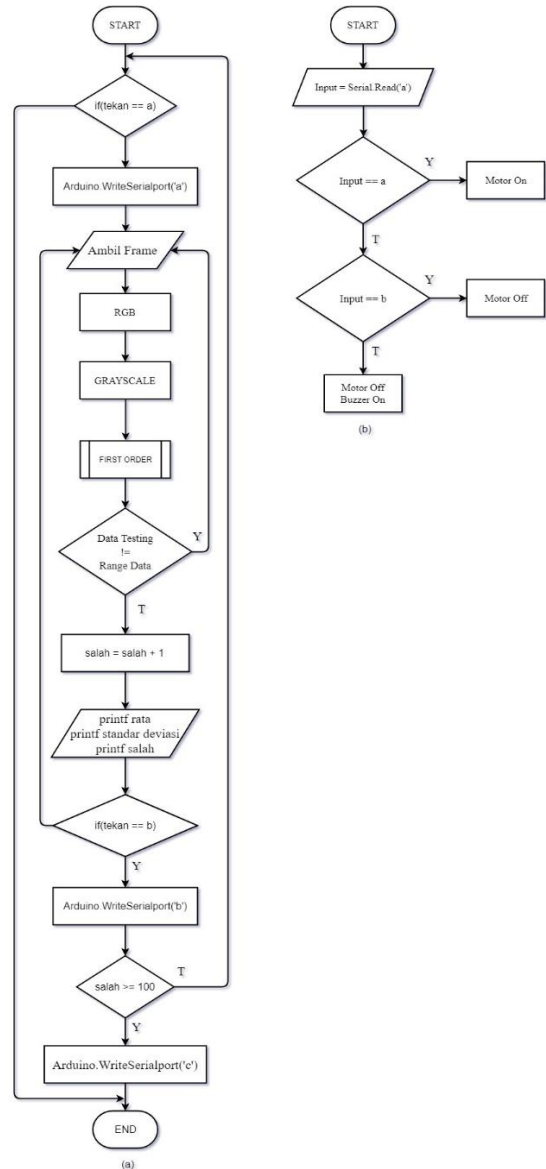 START
if(tekan == a)
Arduino.WriteSerialport('a')
Ambil Frame
RGB
GRAYSCALE
FIRST ORDER
Data Testing
!=
Range Data
Y
T
salah = salah + 1
printf rata
printf standar deviasi
printf salah
if(tekan == b)
Y
Arduino.WriteSerialport('b')
salah >= 100
T
Y
Arduino.WriteSerialport('c')
END
(a)
START
Input = Serial.Read('a')
Input == a
Y
Motor On
T
Input == b
Y
Motor Off
T
Motor Off
Buzzer On
(b)